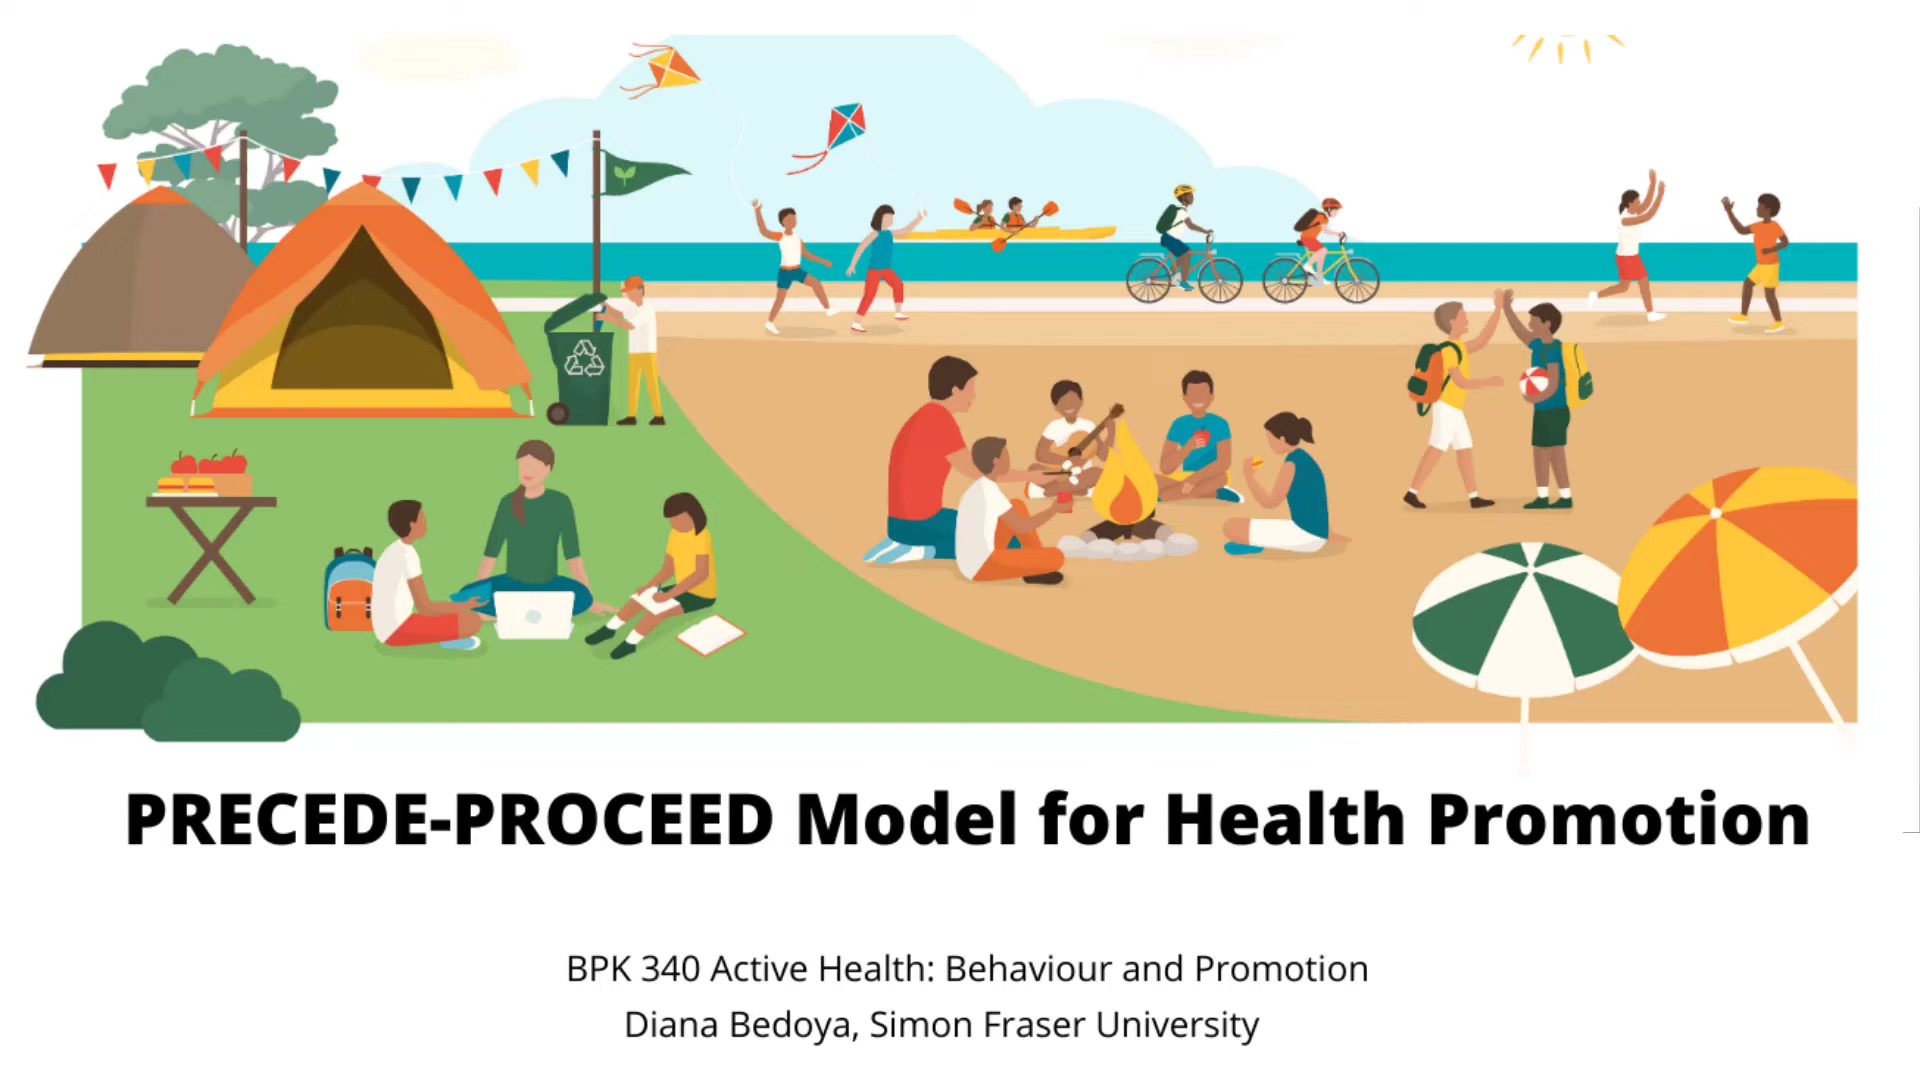 PRECEDE-PROCEED Model for Health Promotion
BPK 340 Active Health: Behaviour and Promotion
Diana Bedoya, Simon Fraser University